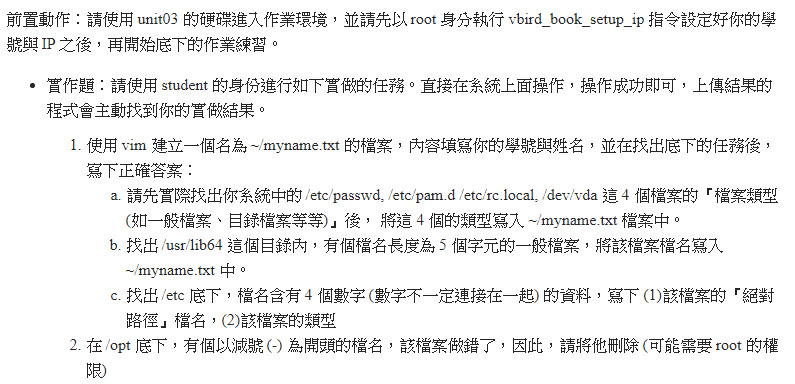 前置動作：請使用 unit03 的硬碟進入作業環境，並請先以 root 身分執行 vbird_book_setup_ip 指令設定好你的學
號與 IP 之後，再開始底下的作業練習。
• 實作題：請使用 student 的身份進行如下實做的任務。直接在系統上面操作，操作成功即可，上傳結果的
程式會主動找到你的實做結果。
1. 使用 vim 建立一個名為 ~/myname.txt 的檔案，內容填寫你的學號與姓名，並在找出底下的任務後，
寫下正確答案：
a. 請先實際找出你系統中的 /etc/passwd, /etc/pam.d /etc/rc.local, /dev/vda 這 4 個檔案的『檔案類型
(如一般檔案、目錄檔案等等)』後， 將這 4 個的類型寫入 ~/myname.txt 檔案中。
b. 找出 /usr/lib64 這個目錄內，有個檔名長度為 5 個字元的一般檔案，將該檔案檔名寫入
~/myname.txt 中。
c. 找出 /etc 底下，檔名含有 4 個數字 (數字不一定連接在一起) 的資料，寫下 (1)該檔案的『絕對
路徑』檔名，(2)該檔案的類型
2. 在 /opt 底下，有個以減號 (-) 為開頭的檔名，該檔案做錯了，因此，請將他刪除 (可能需要 root 的權
限)